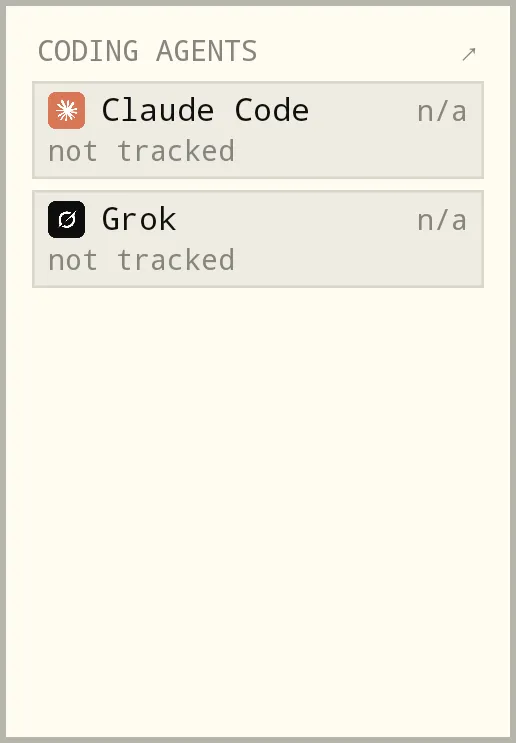 CODING AGENTS ↗
Claude Code n/a
not tracked
Grok n/a
not tracked